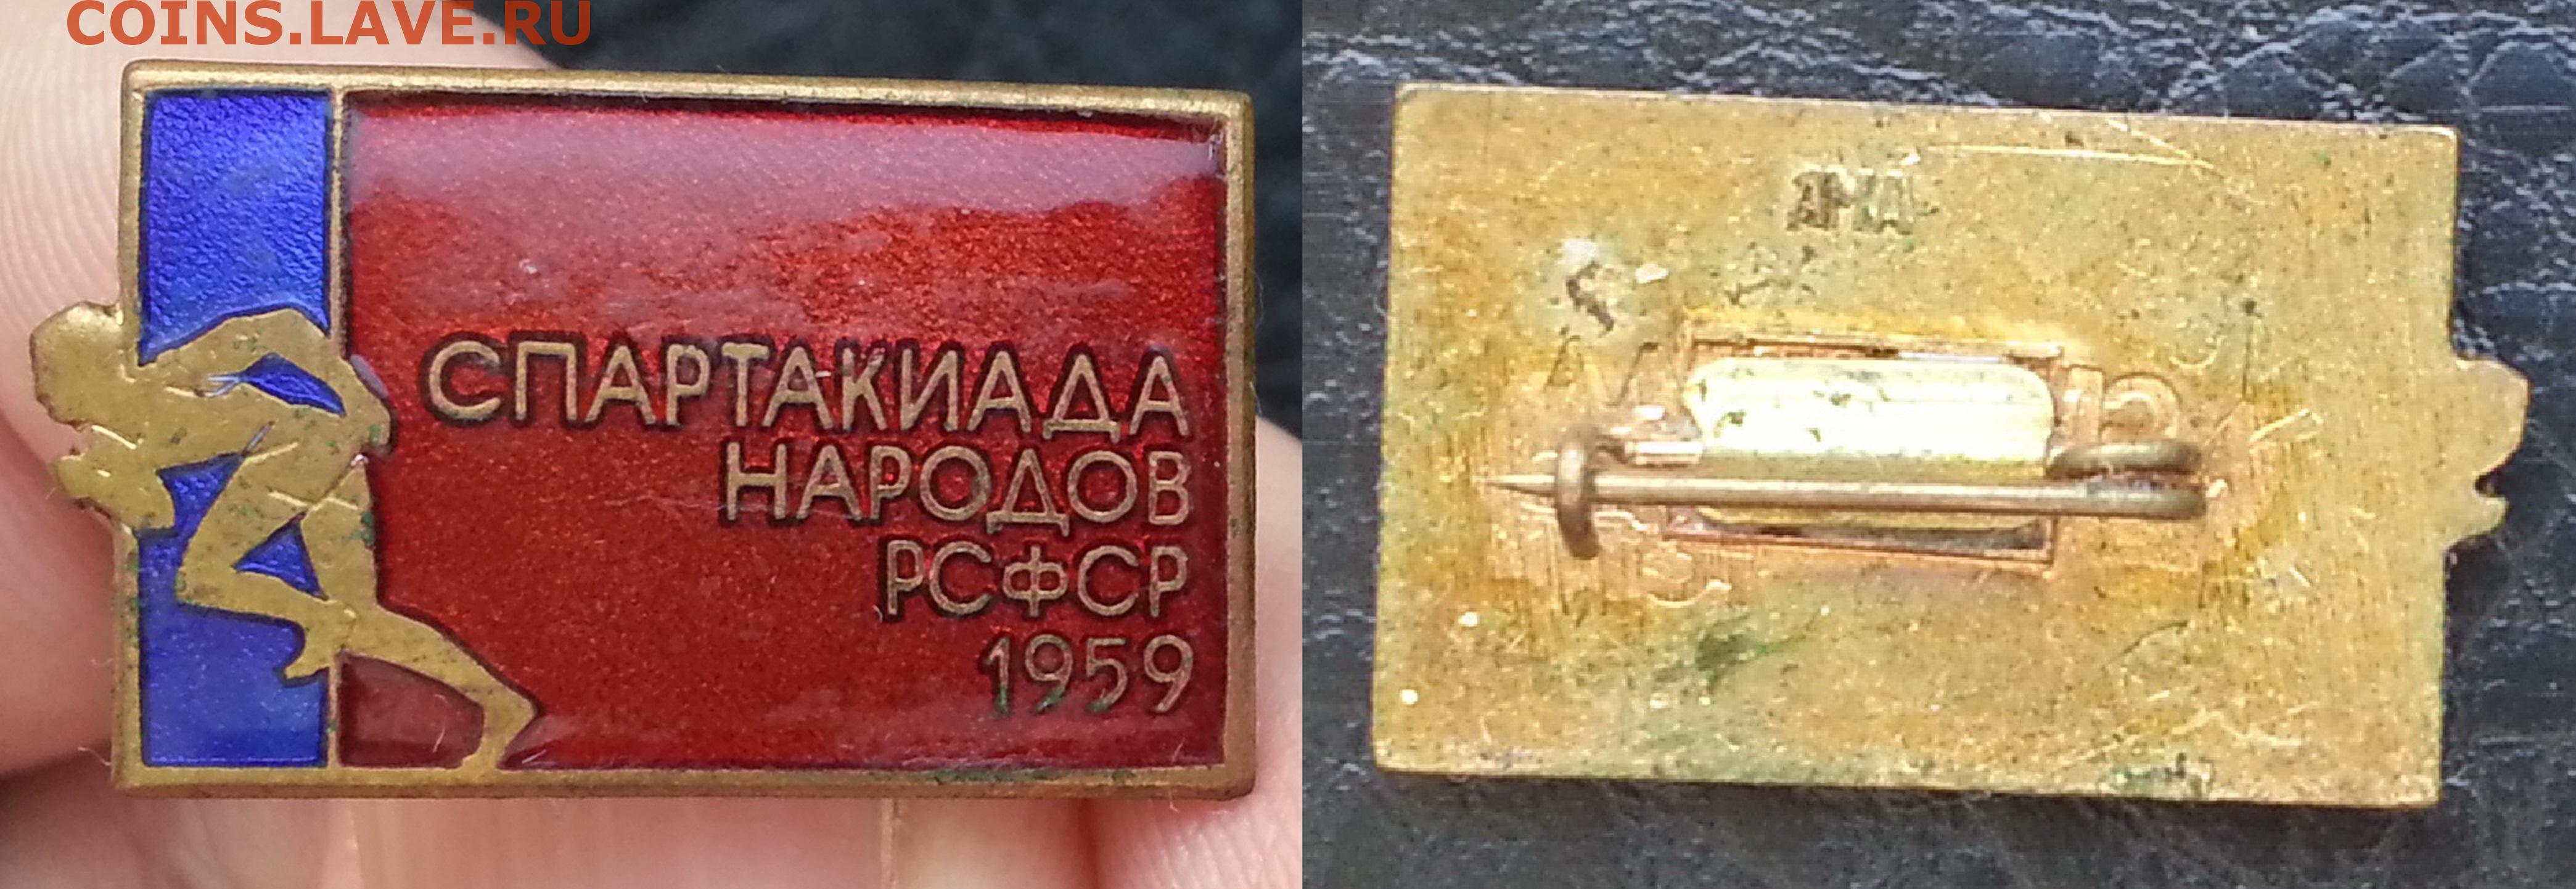 COINS.LAVE.RU
СПАРТАКИАДА
НАРОДОВ
РСФСР
1959